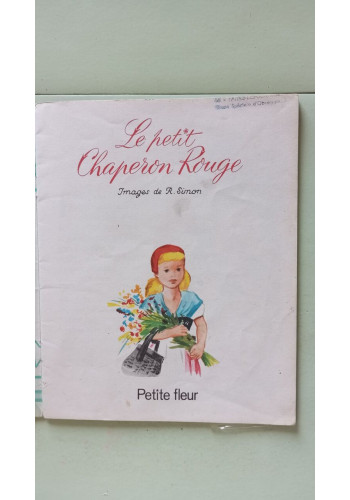 Le petit
Chaperon Rouge
Images de R. Simon
Petite fleur